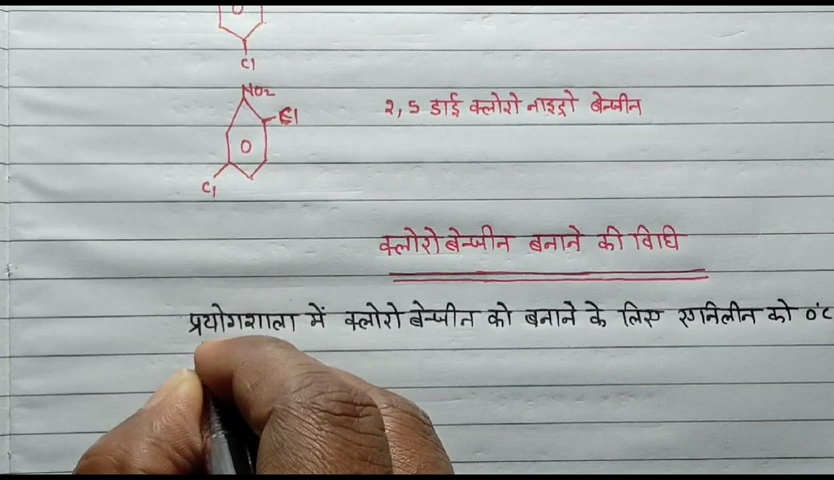 Cl
NO2
Cl
2,5 डाई क्लोरो नाइट्रो बेन्जीन
Cl
क्लोरोबेन्जीन बनाने की विधि
प्रयोगशाला में क्लोरोबेन्जीन को बनाने के लिए एनिलीन को 0°C